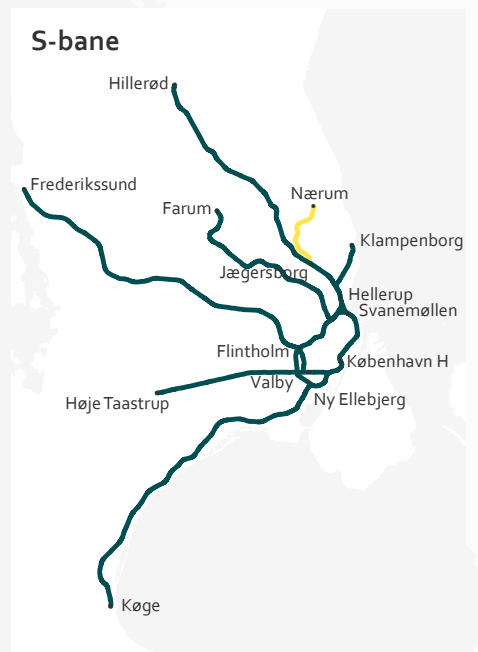 S-bane
Hillerød
Frederikssund
Farum
Nærum
Klampenborg
Jægersborg
Hellerup
Svanemøllen
Flintholm
København H
Valby
Høje Taastrup
Ny Ellebjerg
Køge